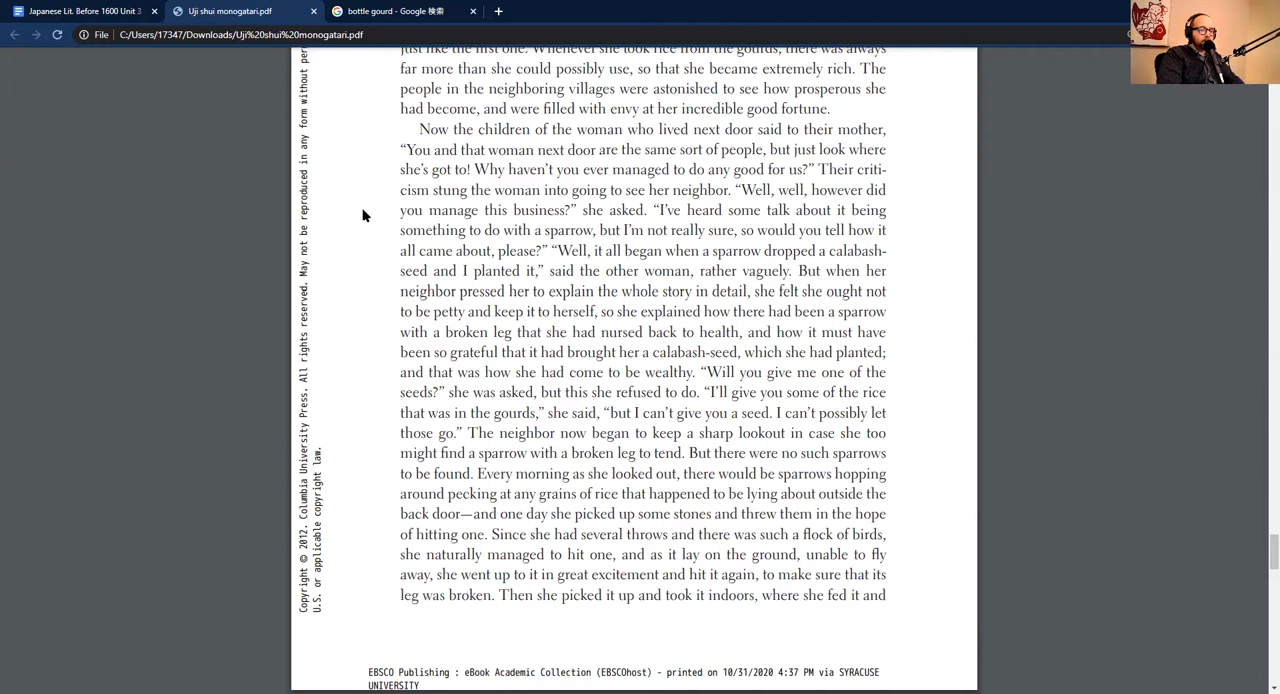 Japanese Lit. Before 1600 Unit 3
Uji shui monogatari.pdf
bottle gourd - Google 検索
File
C:/Users/17347/Downloads/Uji%20shui%20monogatari.pdf
just like the first one. Whenever she took rice from the gourds, there was always
far more than she could possibly use, so that she became extremely rich. The
people in the neighboring villages were astonished to see how prosperous she
had become, and were filled with envy at her incredible good fortune.
Now the children of the woman who lived next door said to their mother,
“You and that woman next door are the same sort of people, but just look where
she’s got to! Why haven’t you ever managed to do any good for us?” Their criti-
cism stung the woman into going to see her neighbor. “Well, well, however did
you manage this business?” she asked. “I’ve heard some talk about it being
something to do with a sparrow, but I’m not really sure, so would you tell how it
all came about, please?” “Well, it all began when a sparrow dropped a calabash-
seed and I planted it,” said the other woman, rather vaguely. But when her
neighbor pressed her to explain the whole story in detail, she felt she ought not
to be petty and keep it to herself, so she explained how there had been a sparrow
with a broken leg that she had nursed back to health, and how it must have
been so grateful that it had brought her a calabash-seed, which she had planted;
and that was how she had come to be wealthy. “Will you give me one of the
seeds?” she was asked, but this she refused to do. “I’ll give you some of the rice
that was in the gourds,” she said, “but I can’t give you a seed. I can’t possibly let
those go.” The neighbor now began to keep a sharp lookout in case she too
might find a sparrow with a broken leg to tend. But there were no such sparrows
to be found. Every morning as she looked out, there would be sparrows hopping
around pecking at any grains of rice that happened to be lying about outside the
back door—and one day she picked up some stones and threw them in the hope
of hitting one. Since she had several throws and there was such a flock of birds,
she naturally managed to hit one, and as it lay on the ground, unable to fly
away, she went up to it in great excitement and hit it again, to make sure that its
leg was broken. Then she picked it up and took it indoors, where she fed it and
Copyright © 2012. Columbia University Press. All rights reserved. May not be reproduced in any form without per
U.S. or applicable copyright law.
EBSCO Publishing : eBook Academic Collection (EBSCOhost) - printed on 10/31/2020 4:37 PM via SYRACUSE
UNIVERSITY